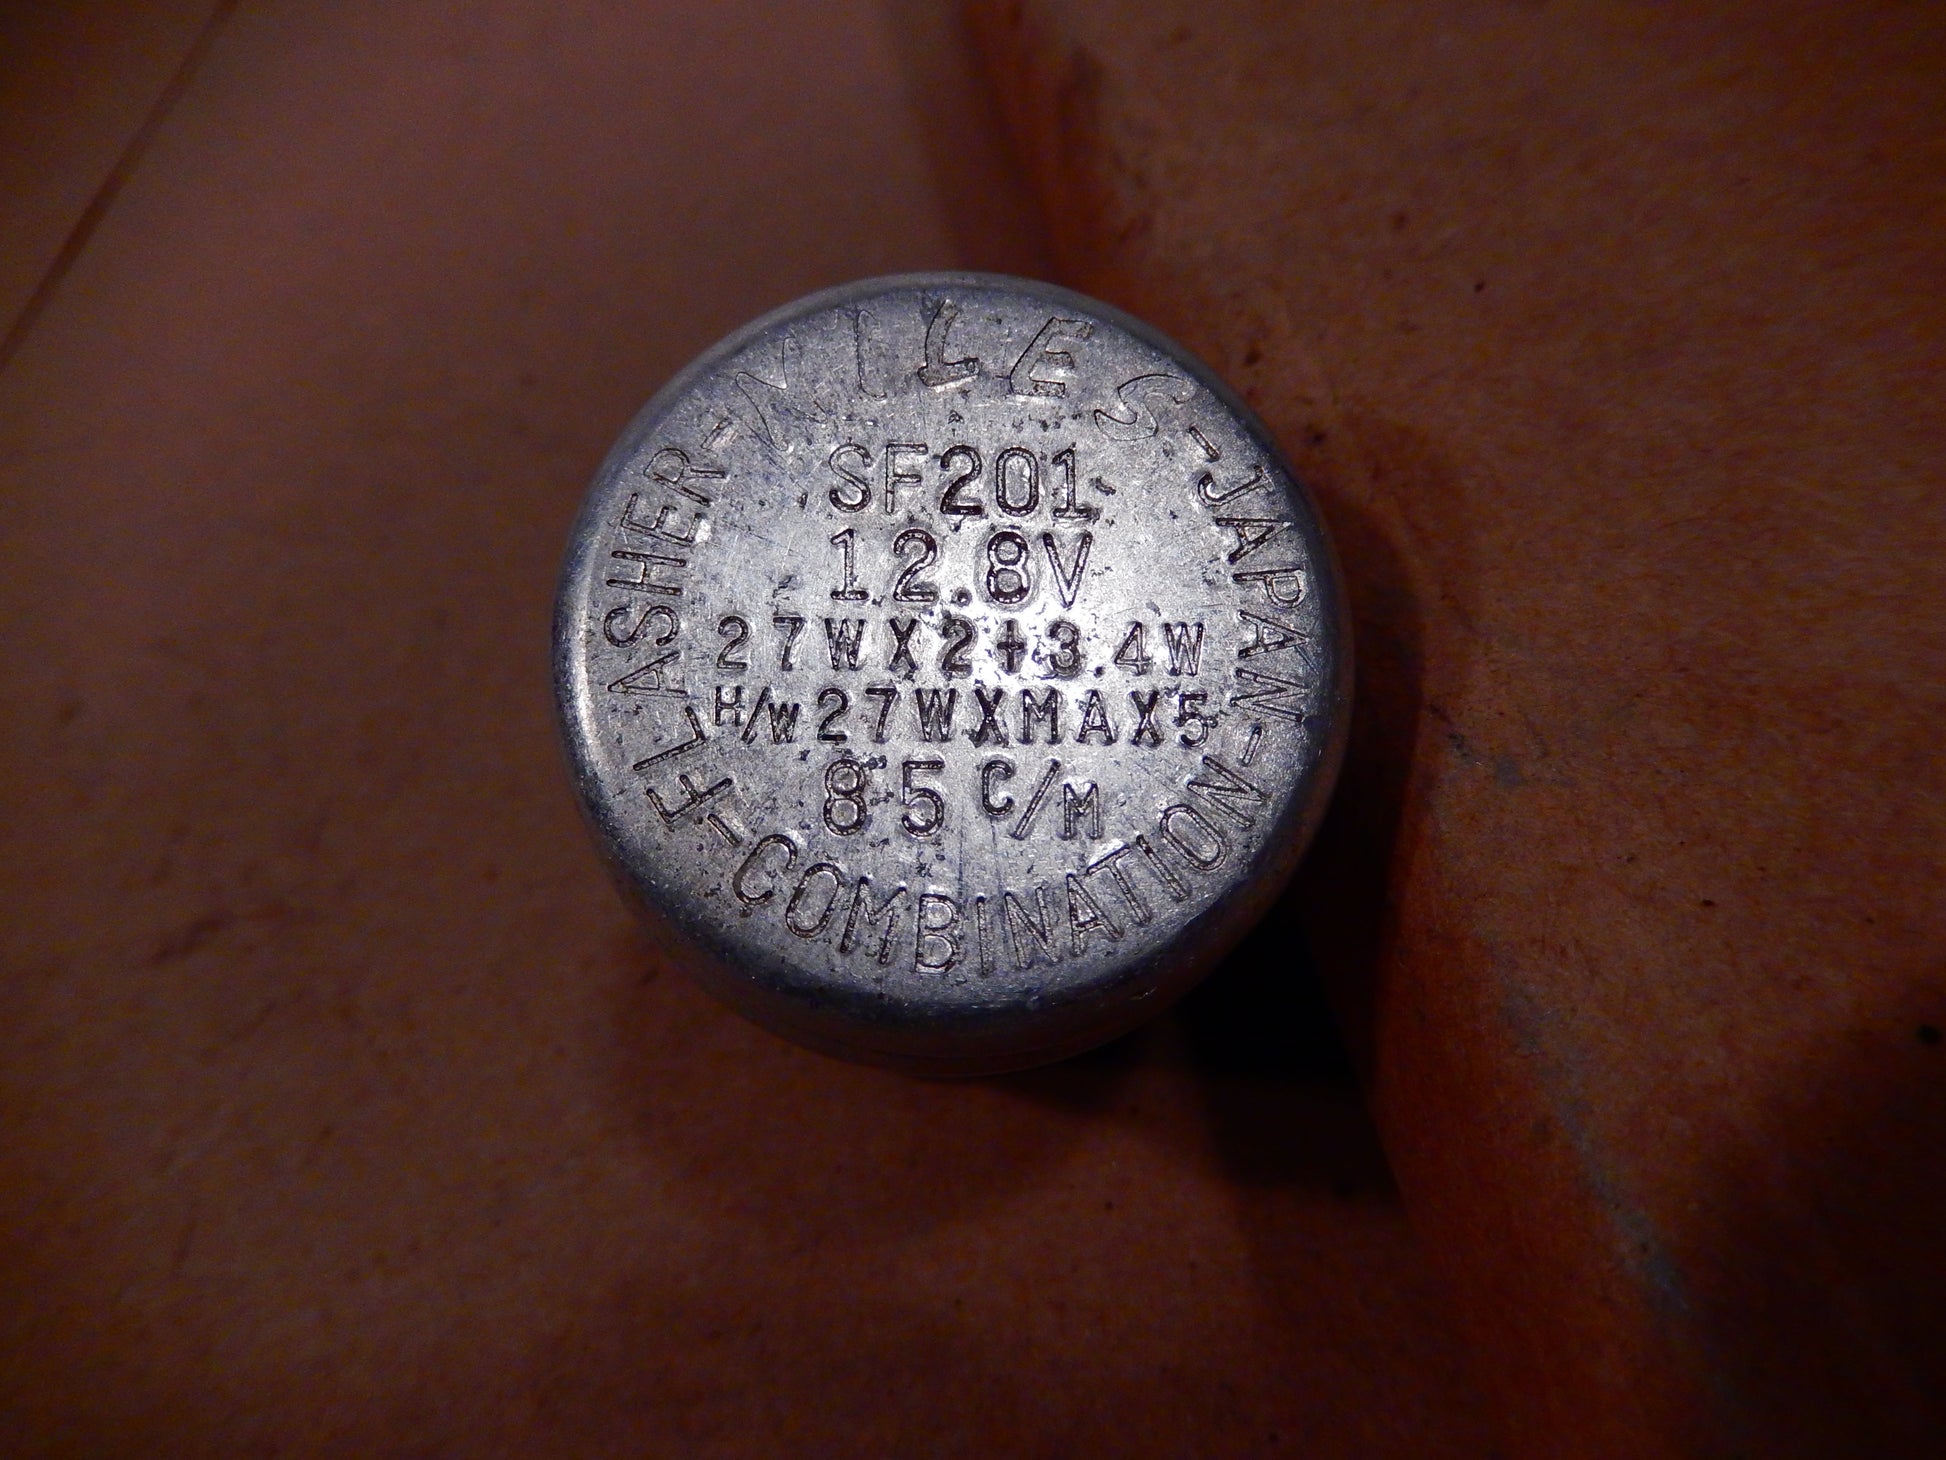 FLASHER-NILES-JAPAN-COMBINATION-
SF201
12.8V
27WX2+3.4W
H/W27WXMAX5
85C/M